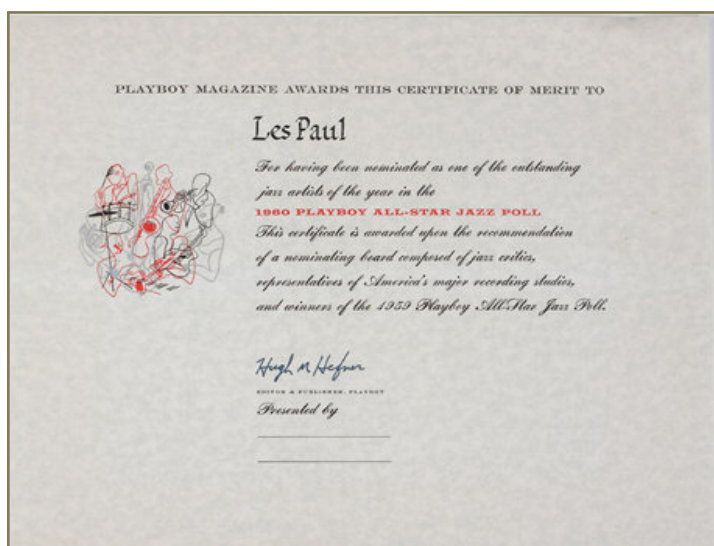 PLAYBOY MAGAZINE AWARDS THIS CERTIFICATE OF MERIT TO
Les Paul
For having been nominated as one of the outstanding
jazz artists of the year in the
1960 PLAYBOY ALL-STAR JAZZ POLL
This certificate is awarded upon the recommendation
of a nominating board composed of jazz critics,
representatives of America's major recording studios,
and winners of the 1959 Playboy All-Star Jazz Poll.
Hugh M Hefner
EDITOR & PUBLISHER, PLAYBOY
Presented by